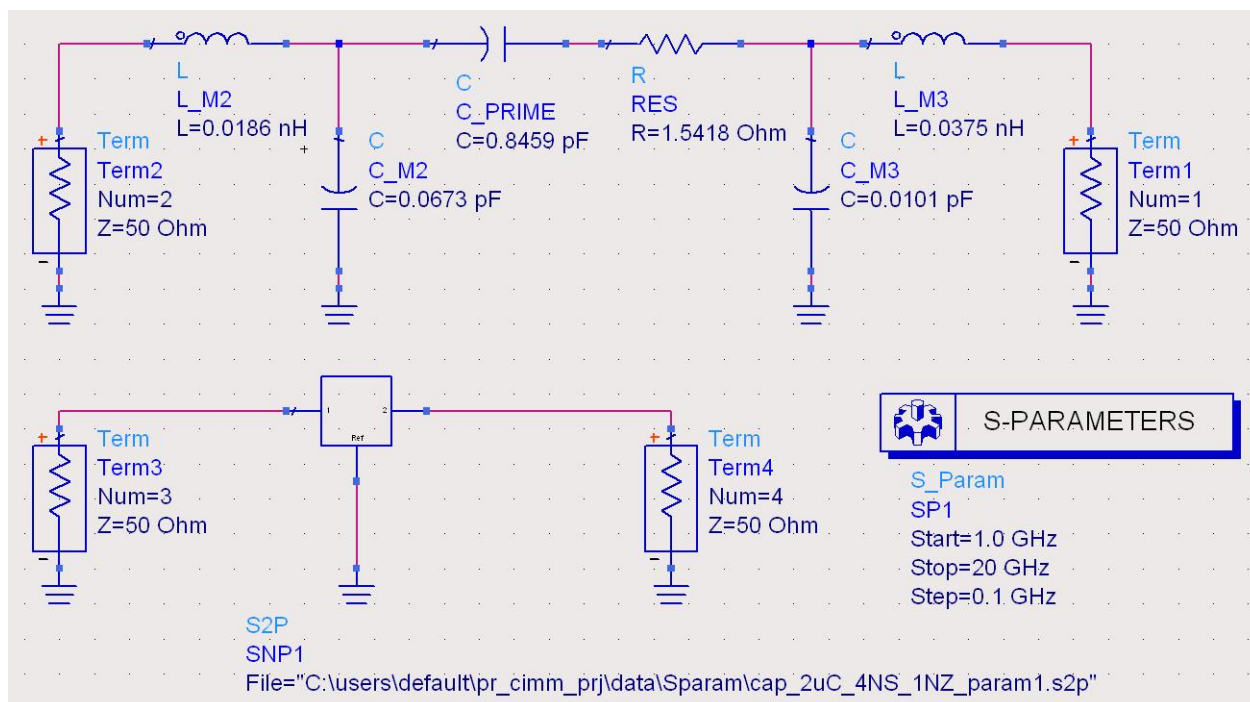 L
L_M2
L=0.0186 nH
C
C_PRIME
C=0.8459 pF
R
RES
R=1.5418 Ohm
L
L_M3
L=0.0375 nH
+ Term
Term2
Num=2
Z=50 Ohm
-
C
C_M2
C=0.0673 pF
C
C_M3
C=0.0101 pF
+ Term
Term1
Num=1
Z=50 Ohm
-
1 2
Ref
+ Term
Term3
Num=3
Z=50 Ohm
-
+ Term
Term4
Num=4
Z=50 Ohm
-
S-PARAMETERS
S_Param
SP1
Start=1.0 GHz
Stop=20 GHz
Step=0.1 GHz
S2P
SNP1
File="C:\users\default\pr_cimm_prj\data\Sparam\cap_2uC_4NS_1NZ_param1.s2p"